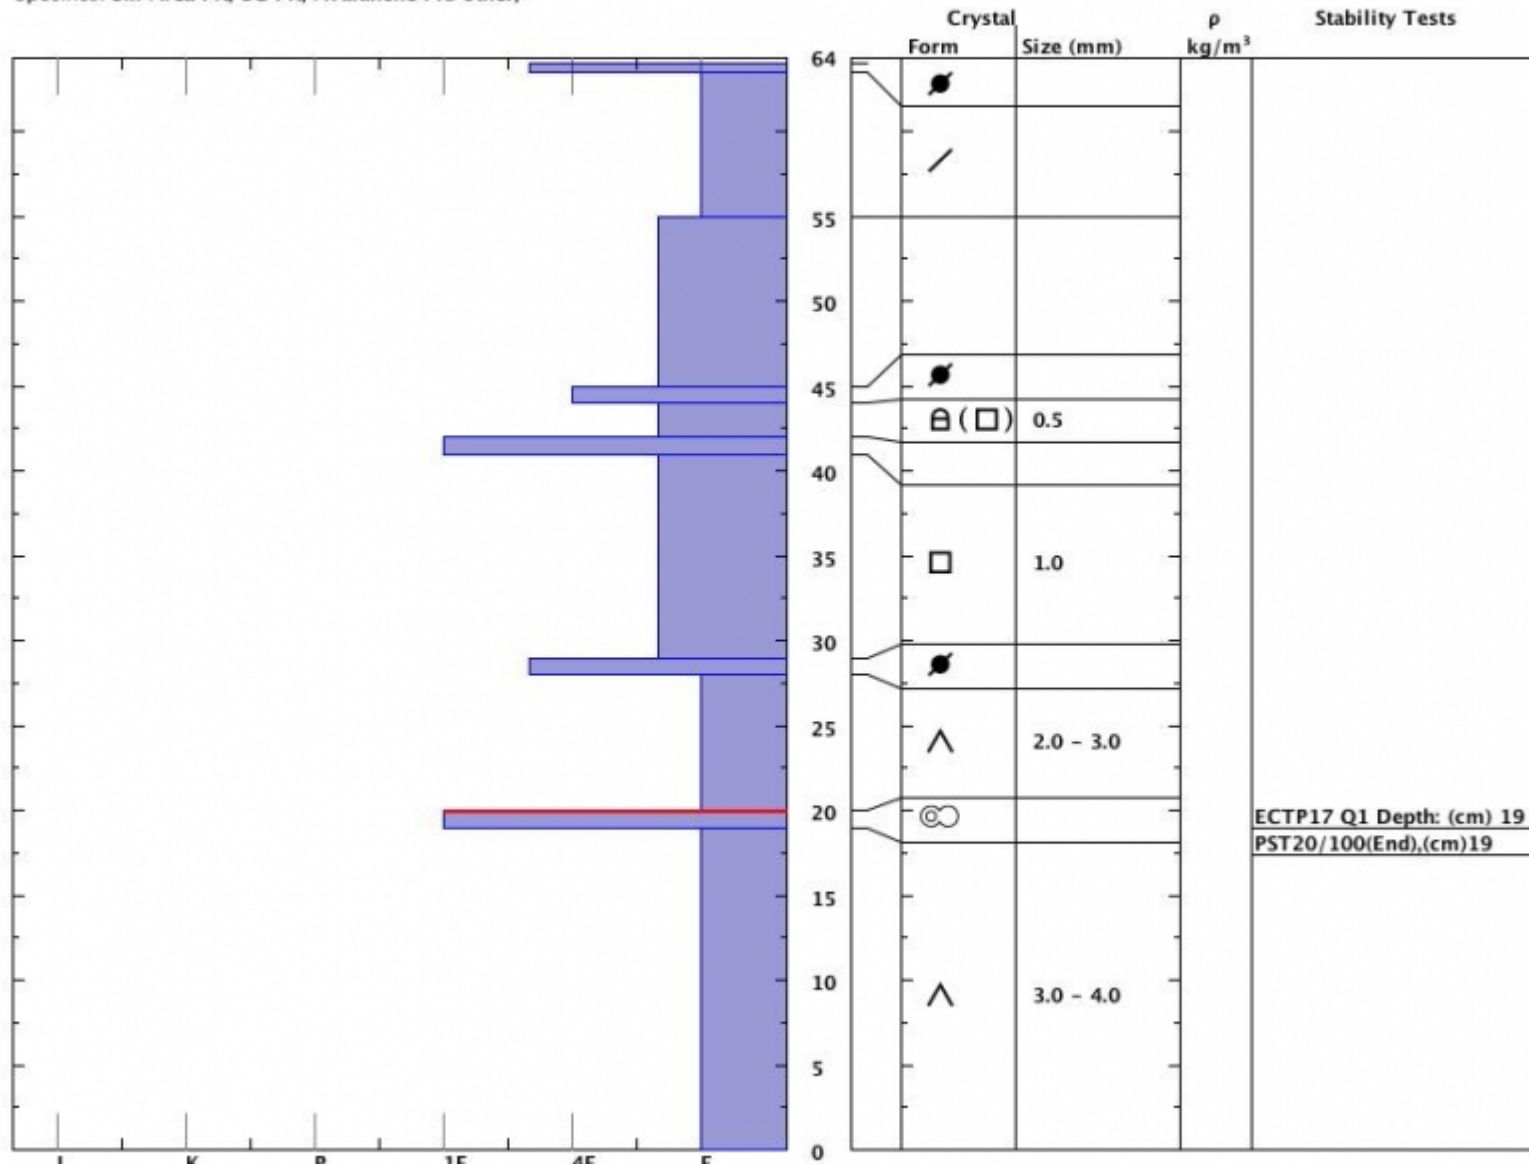 Crystal ρ Stability Tests
Form Size (mm) kg/m³
64
55
50
45
0.5
40
35 1.0
30
25 2.0 - 3.0
20 ECTP17 Q1 Depth: (cm) 19
PST20/100(End),(cm)19
15
10 3.0 - 4.0
5
0
I K P 1F 4F F